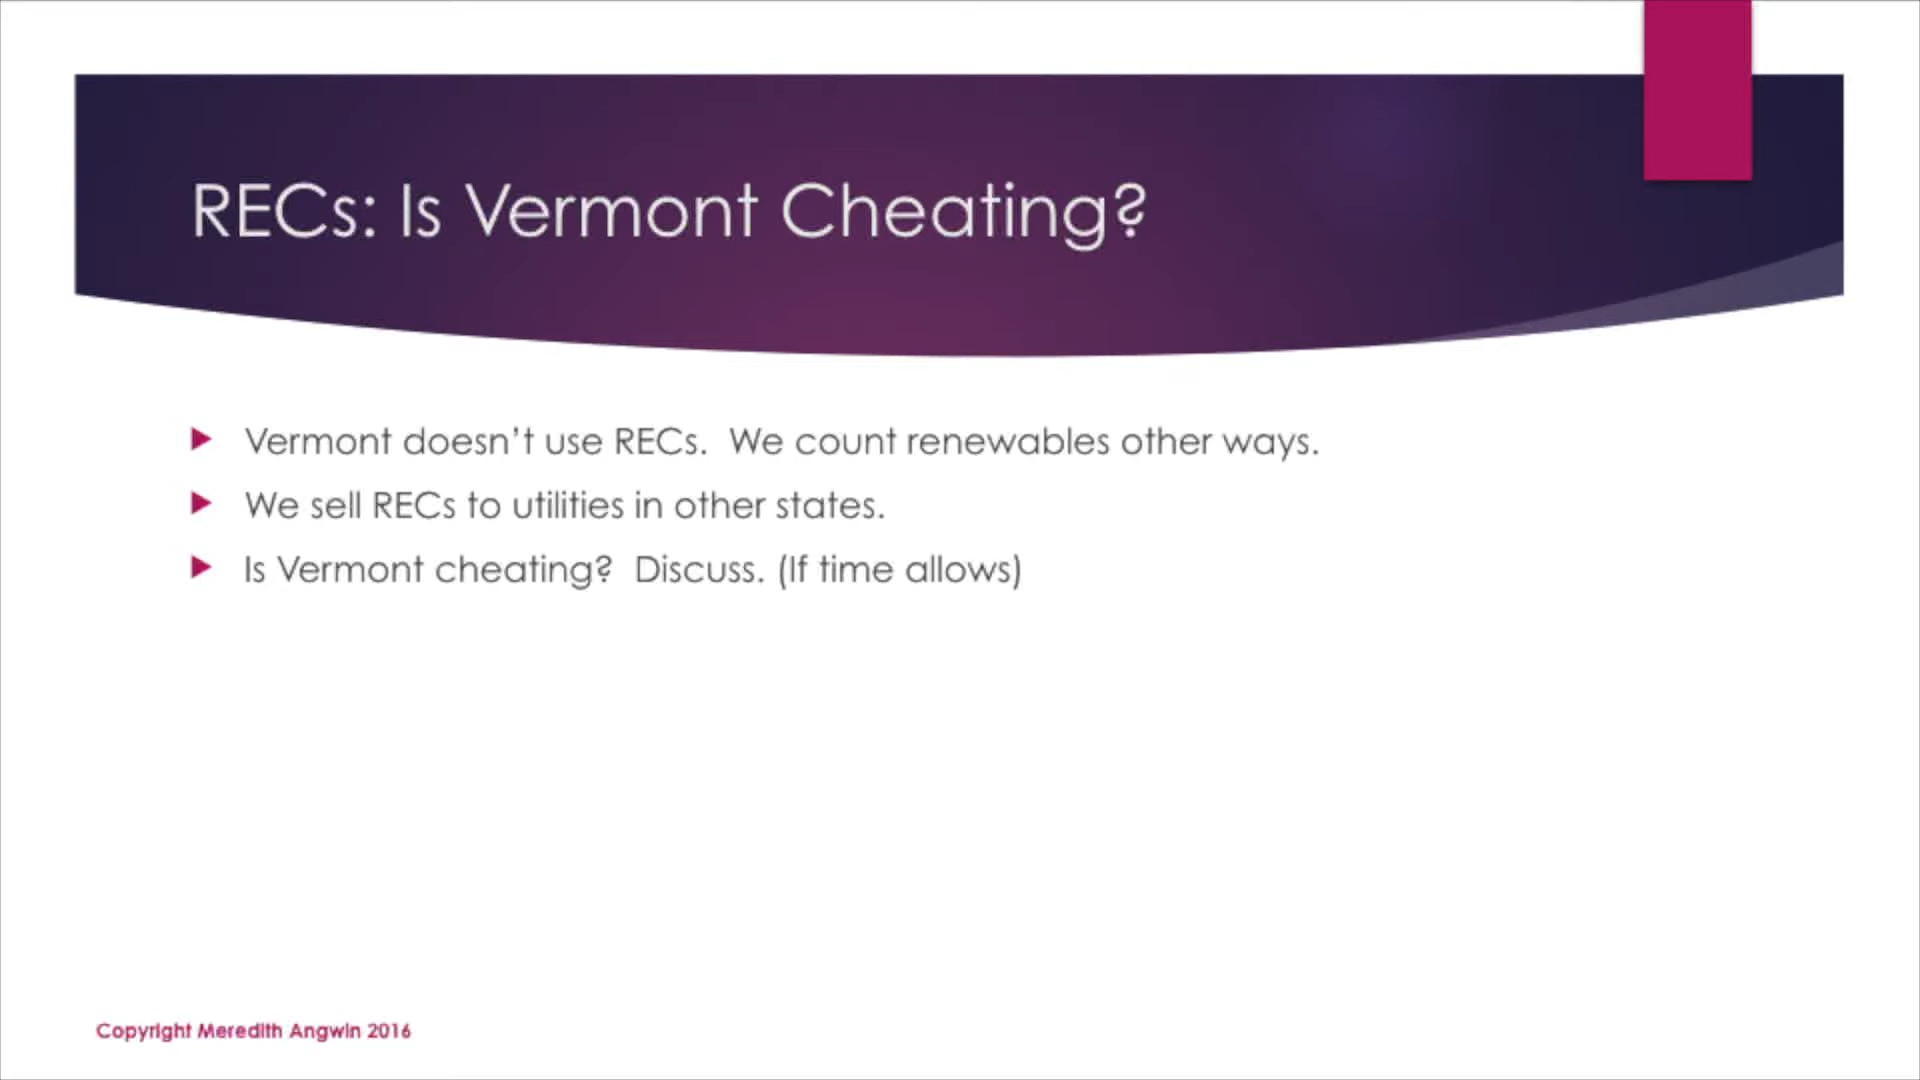 RECs: Is Vermont Cheating?
Vermont doesn’t use RECs.  We count renewables other ways.
We sell RECs to utilities in other states.
Is Vermont cheating?  Discuss. (If time allows)
Copyright Meredith Angwin 2016